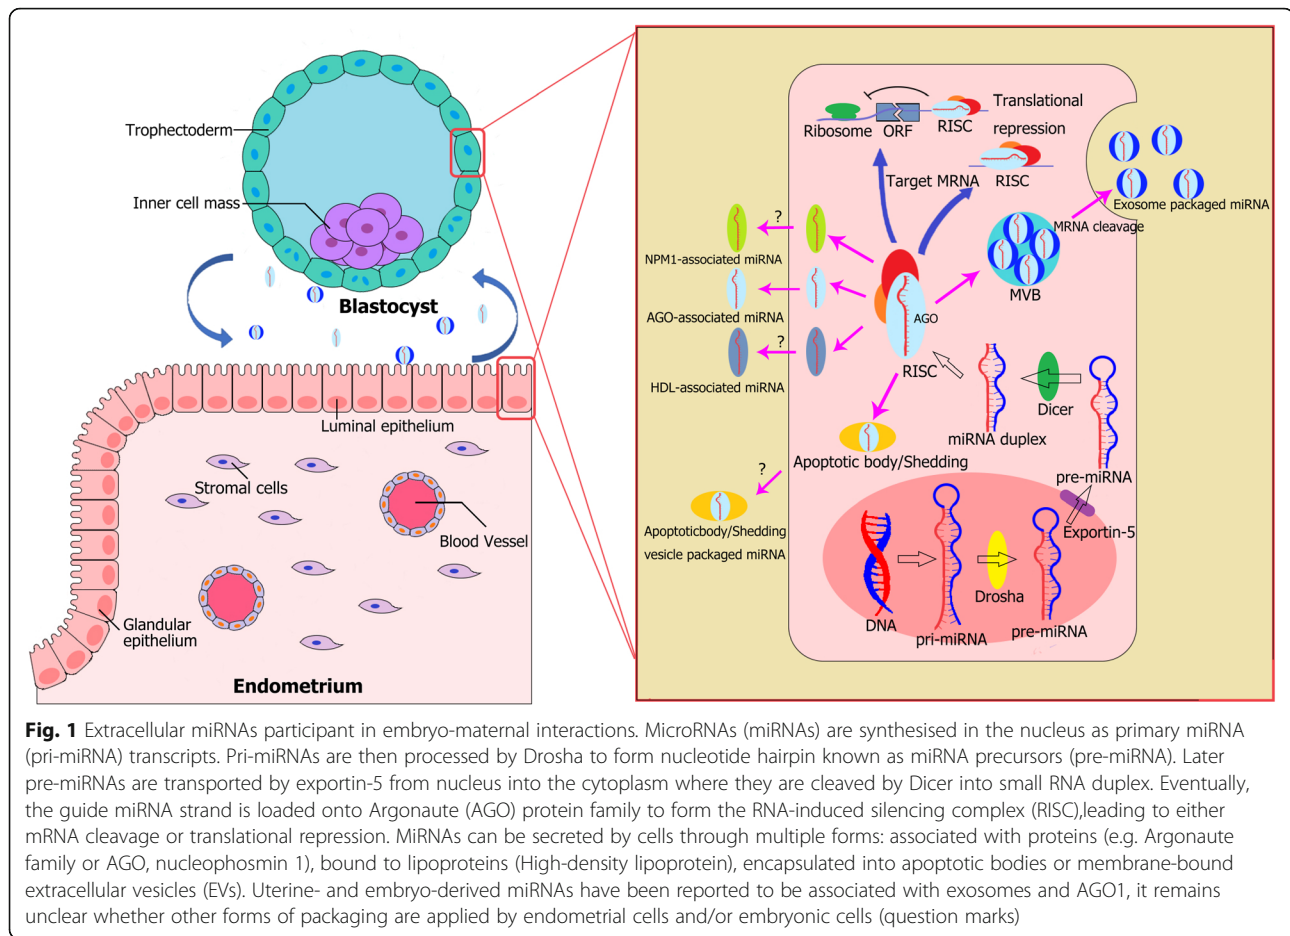 Trophectoderm
Inner cell mass
Blastocyst
Luminal epithelium
Stromal cells
Blood Vessel
Glandular
epithelium
Endometrium
Ribosome
ORF
RISC
Translational
repression
Target MRNA
RISC
Exosome packaged miRNA
MRNA cleavage
MVB
?
NPM1-associated miRNA
AGO-associated miRNA
?
HDL-associated miRNA
AGO
RISC
miRNA duplex
Dicer
pre-miRNA
Apoptotic body/Shedding
?
Apoptoticbody/Shedding
vesicle packaged miRNA
Exportin-5
DNA
pri-miRNA
Drosha
pre-miRNA
Fig. 1 Extracellular miRNAs participant in embryo-maternal interactions. MicroRNAs (miRNAs) are synthesised in the nucleus as primary miRNA
(pri-miRNA) transcripts. Pri-miRNAs are then processed by Drosha to form nucleotide hairpin known as miRNA precursors (pre-miRNA). Later
pre-miRNAs are transported by exportin-5 from nucleus into the cytoplasm where they are cleaved by Dicer into small RNA duplex. Eventually,
the guide miRNA strand is loaded onto Argonaute (AGO) protein family to form the RNA-induced silencing complex (RISC),leading to either
mRNA cleavage or translational repression. MiRNAs can be secreted by cells through multiple forms: associated with proteins (e.g. Argonaute
family or AGO, nucleophosmin 1), bound to lipoproteins (High-density lipoprotein), encapsulated into apoptotic bodies or membrane-bound
extracellular vesicles (EVs). Uterine- and embryo-derived miRNAs have been reported to be associated with exosomes and AGO1, it remains
unclear whether other forms of packaging are applied by endometrial cells and/or embryonic cells (question marks)